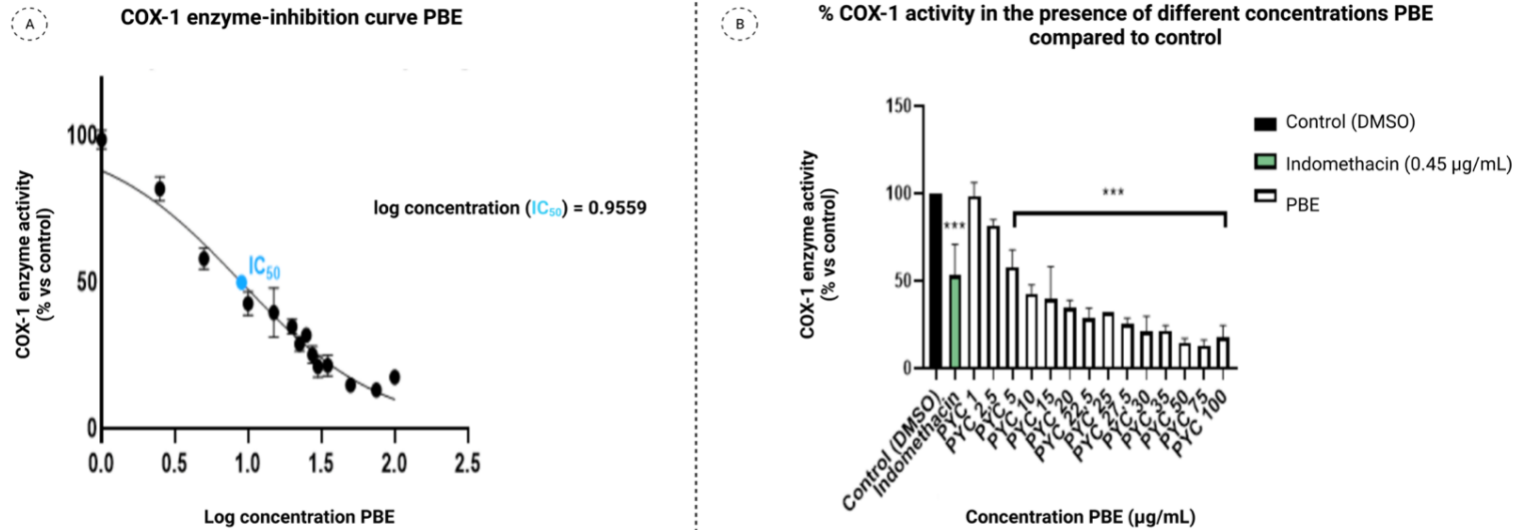 A
COX-1 enzyme-inhibition curve PBE
COX-1 enzyme activity
(% vs control)
100
50
0
IC50
log concentration (IC50) = 0.9559
0.0 0.5 1.0 1.5 2.0 2.5
Log concentration PBE
B
% COX-1 activity in the presence of different concentrations PBE
compared to control
COX-1 enzyme activity
(% vs control)
150
100
50
0
***
***
Control (DMSO)
Indomethacin
PYC 1
PYC 2.5
PYC 5
PYC 10
PYC 15
PYC 20
PYC 22.5
PYC 25
PYC 27.5
PYC 30
PYC 35
PYC 50
PYC 75
PYC 100
Concentration PBE (µg/mL)
Control (DMSO)
Indomethacin (0.45 µg/mL)
PBE